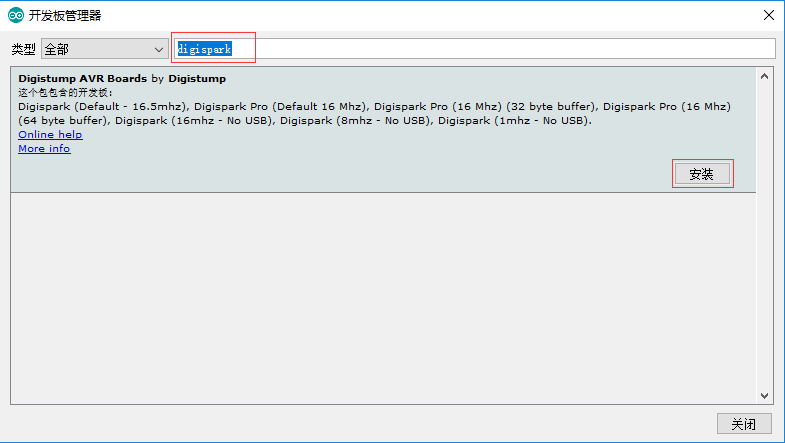 开发板管理器
类型 全部 digispark
Digistump AVR Boards by Digistump
这个包包含的开发板:
Digispark (Default - 16.5mhz), Digispark Pro (Default 16 Mhz), Digispark Pro (16 Mhz) (32 byte buffer), Digispark Pro (16 Mhz)
(64 byte buffer), Digispark (16mhz - No USB), Digispark (8mhz - No USB), Digispark (1mhz - No USB).
Online help
More info
安装
关闭